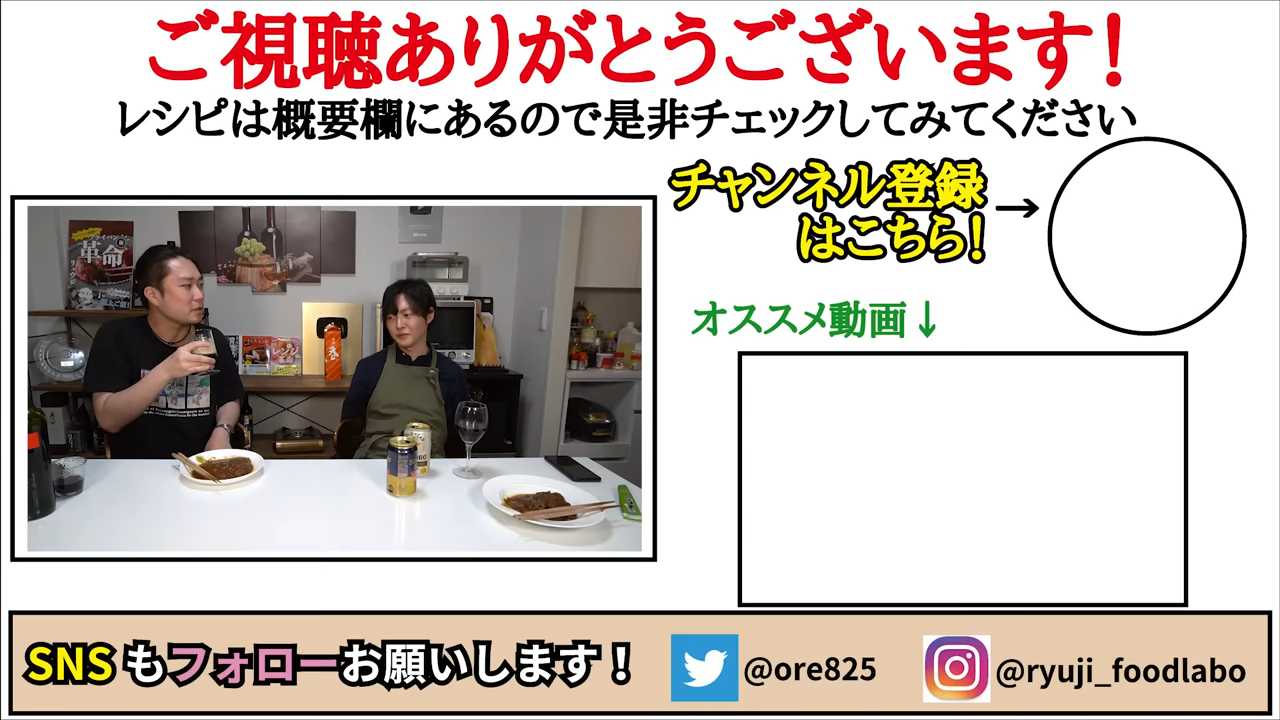 ご視聴ありがとうございます!
レシピは概要欄にあるので是非チェックしてみてください
チャンネル登録
はこちら!
→
オススメ動画↓
革命
SNSもフォローお願いします!
@ore825
@ryuji_foodlabo